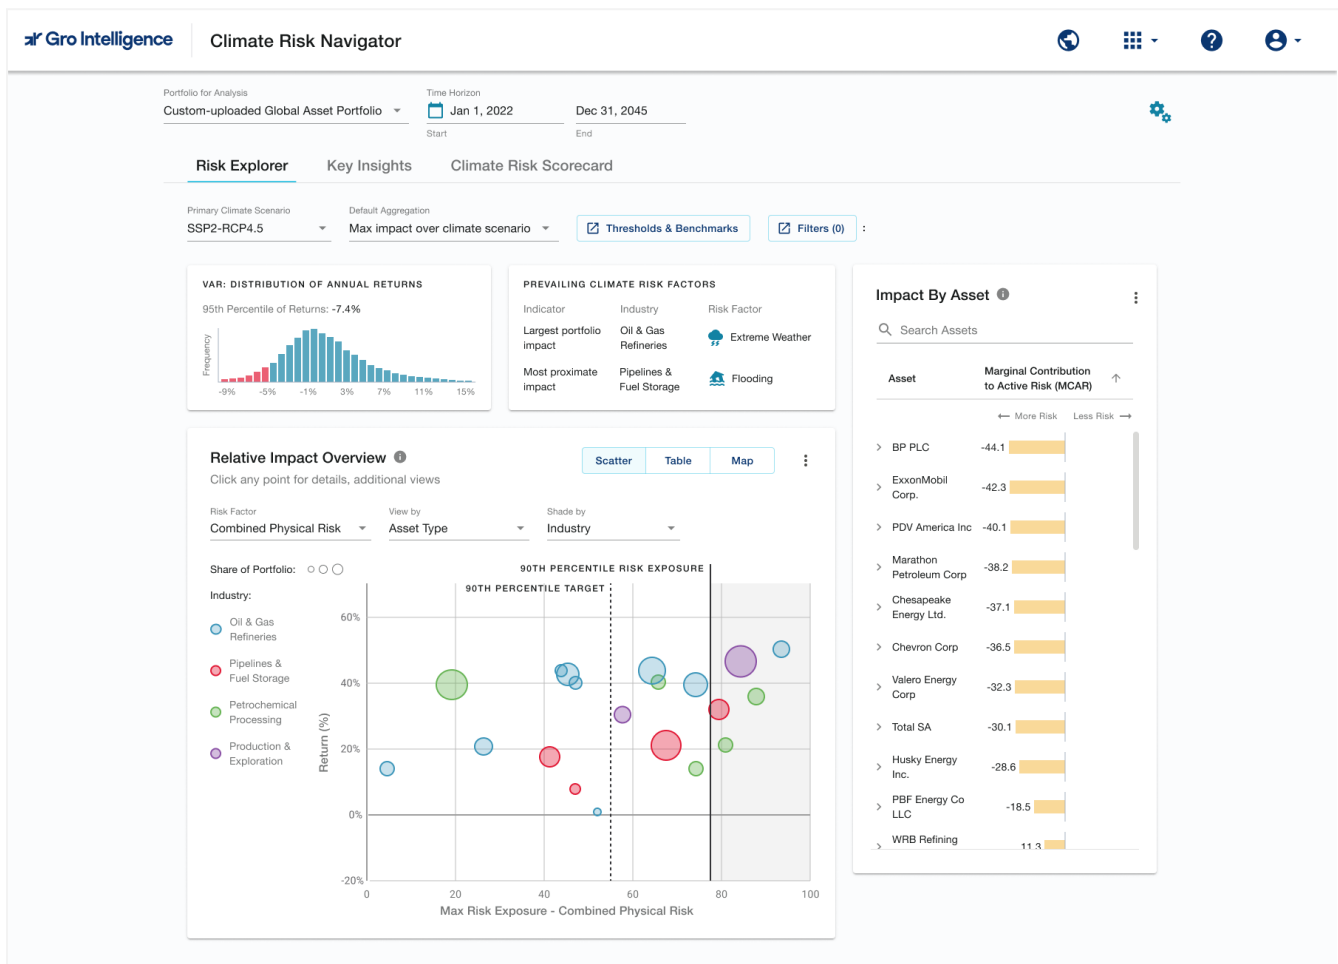 Gro Intelligence
Climate Risk Navigator
Portfolio for Analysis
Custom-uploaded Global Asset Portfolio
Time Horizon
Jan 1, 2022
Dec 31, 2045
Start
End
Risk Explorer
Key Insights
Climate Risk Scorecard
Primary Climate Scenario
SSP2-RCP4.5
Default Aggregation
Max impact over climate scenario
Thresholds & Benchmarks
Filters (0)
:
VAR: DISTRIBUTION OF ANNUAL RETURNS
95th Percentile of Returns: -7.4%
Frequency
-9% -5% -1% 3% 7% 11% 15%
PREVAILING CLIMATE RISK FACTORS
Indicator Industry Risk Factor
Largest portfolio
impact
Oil & Gas
Refineries
Extreme Weather
Most proximate
impact
Pipelines &
Fuel Storage
Flooding
Relative Impact Overview
Click any point for details, additional views
Scatter Table Map
Risk Factor
Combined Physical Risk
View by
Asset Type
Shade by
Industry
Share of Portfolio:
Industry:
Oil & Gas
Refineries
Pipelines &
Fuel Storage
Petrochemical
Processing
Production &
Exploration
90TH PERCENTILE RISK EXPOSURE
90TH PERCENTILE TARGET
Return (%)
60%
40%
20%
0%
-20%
0 20 40 60 80 100
Max Risk Exposure - Combined Physical Risk
Impact By Asset
Search Assets
Asset
Marginal Contribution
to Active Risk (MCAR)
More Risk Less Risk
BP PLC -44.1
ExxonMobil
Corp.
-42.3
PDV America Inc -40.1
Marathon
Petroleum Corp
-38.2
Chesapeake
Energy Ltd.
-37.1
Chevron Corp -36.5
Valero Energy
Corp
-32.3
Total SA -30.1
Husky Energy
Inc.
-28.6
PBF Energy Co
LLC
-18.5
WRB Refining
11.3